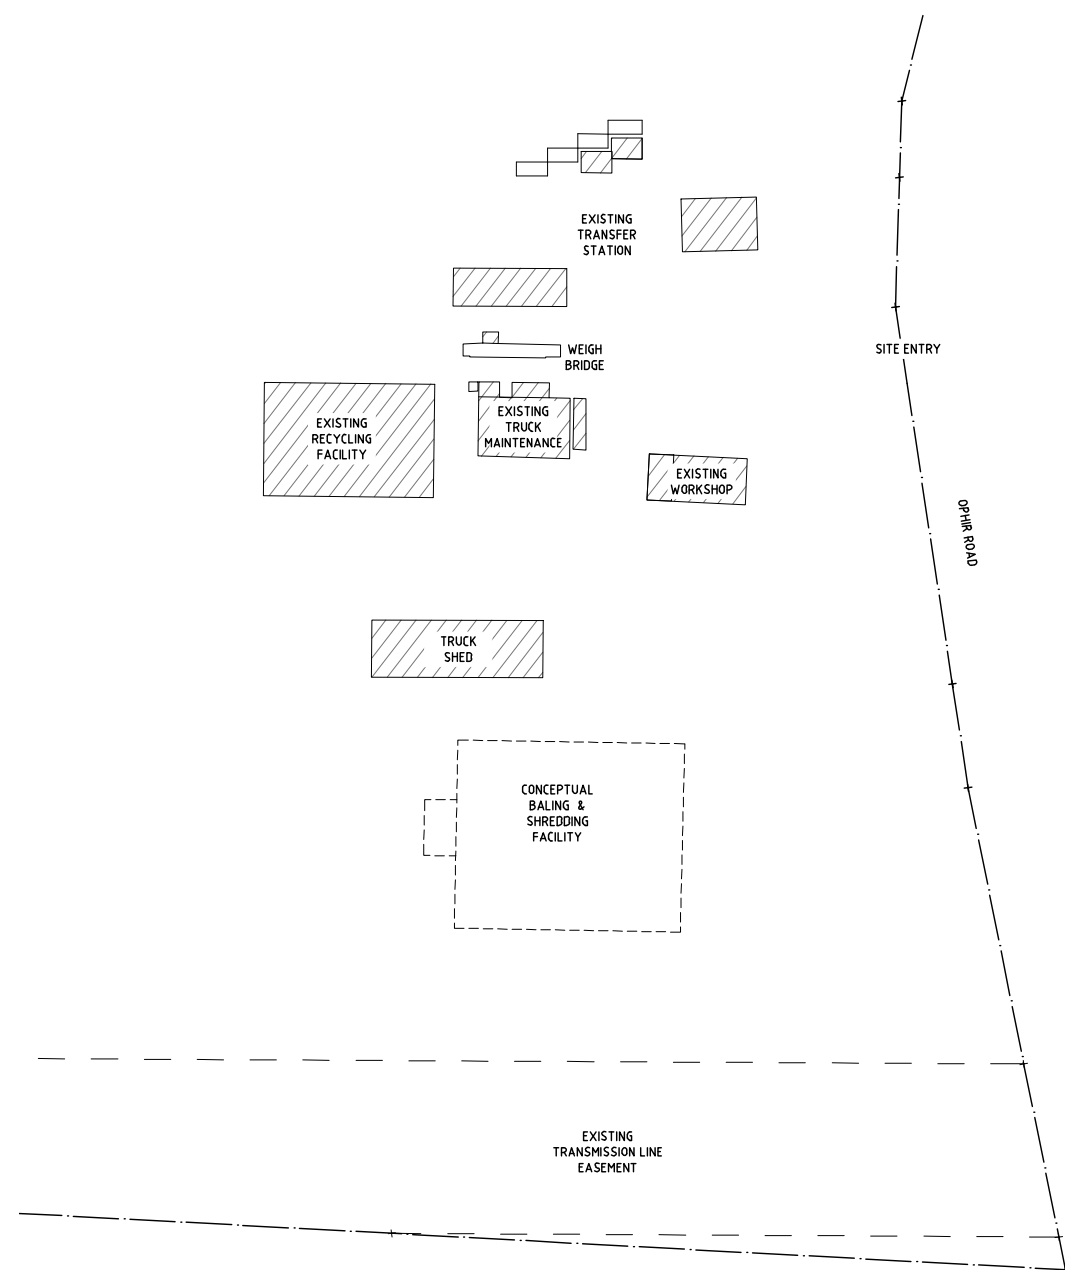 EXISTING
TRANSFER
STATION
WEIGH
BRIDGE
SITE ENTRY
EXISTING
TRUCK
MAINTENANCE
EXISTING
RECYCLING
FACILITY
EXISTING
WORKSHOP
OPHIR ROAD
TRUCK
SHED
CONCEPTUAL
BALING &
SHREDDING
FACILITY
EXISTING
TRANSMISSION LINE
EASEMENT